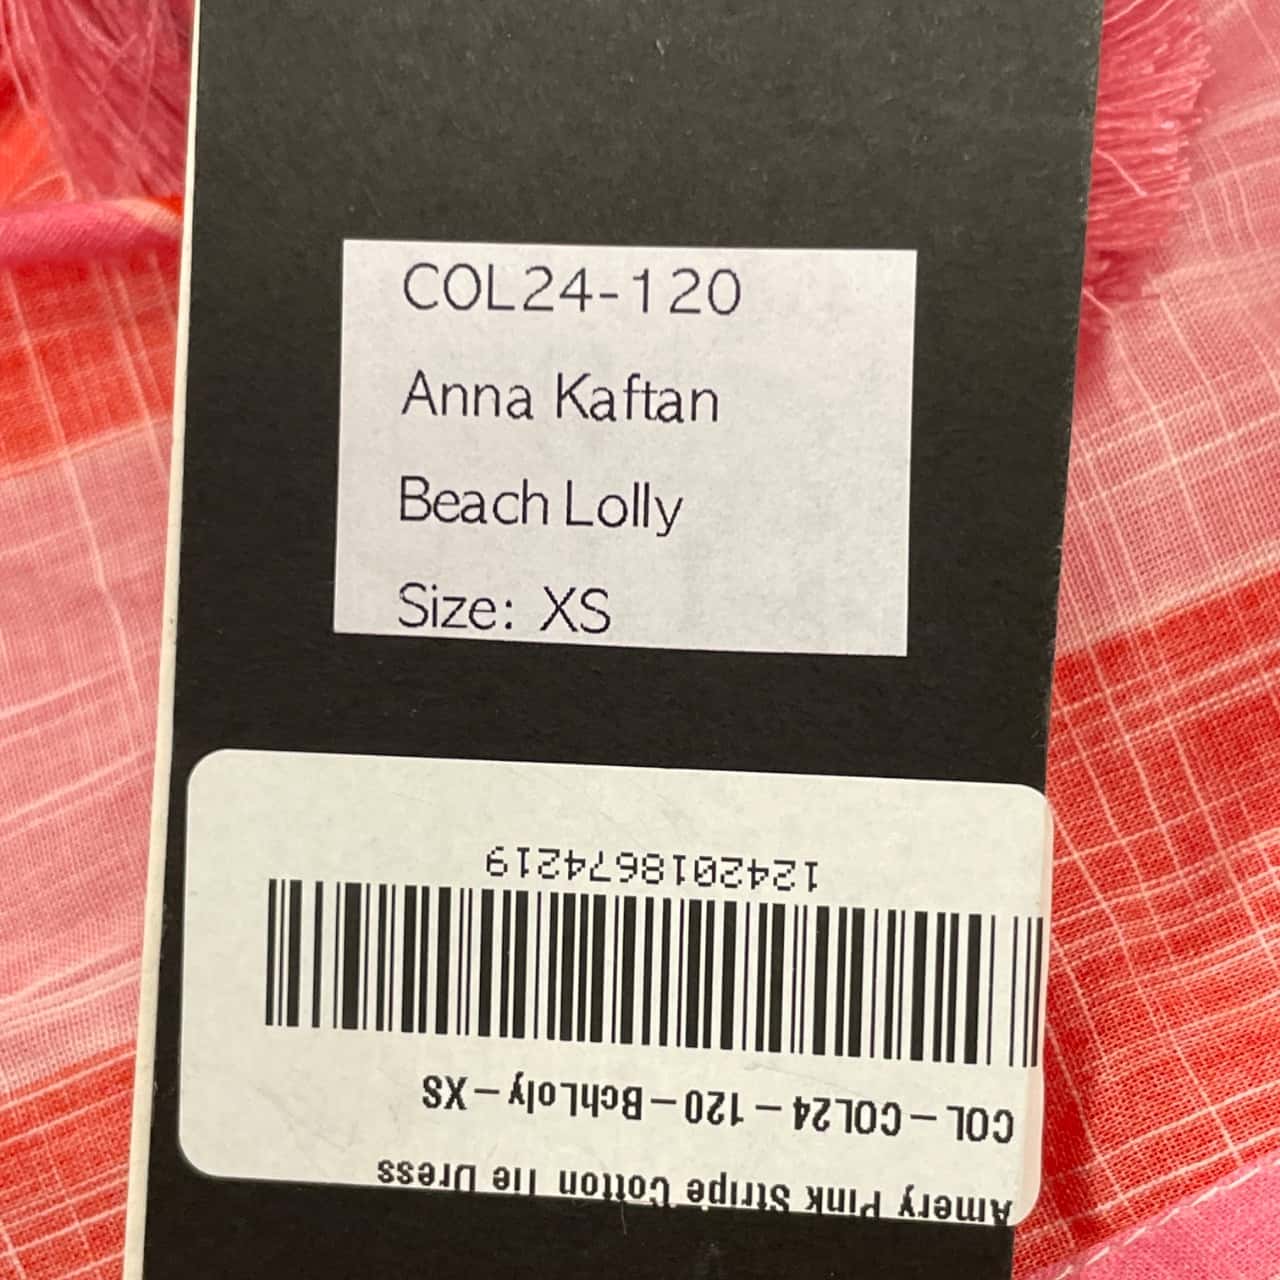 COL24-120
Anna Kaftan
Beach Lolly
Size: XS
1242018674219
COL-COL24-120-BchLoly-XS
Amery Pink Stripe Cotton Tie Dress